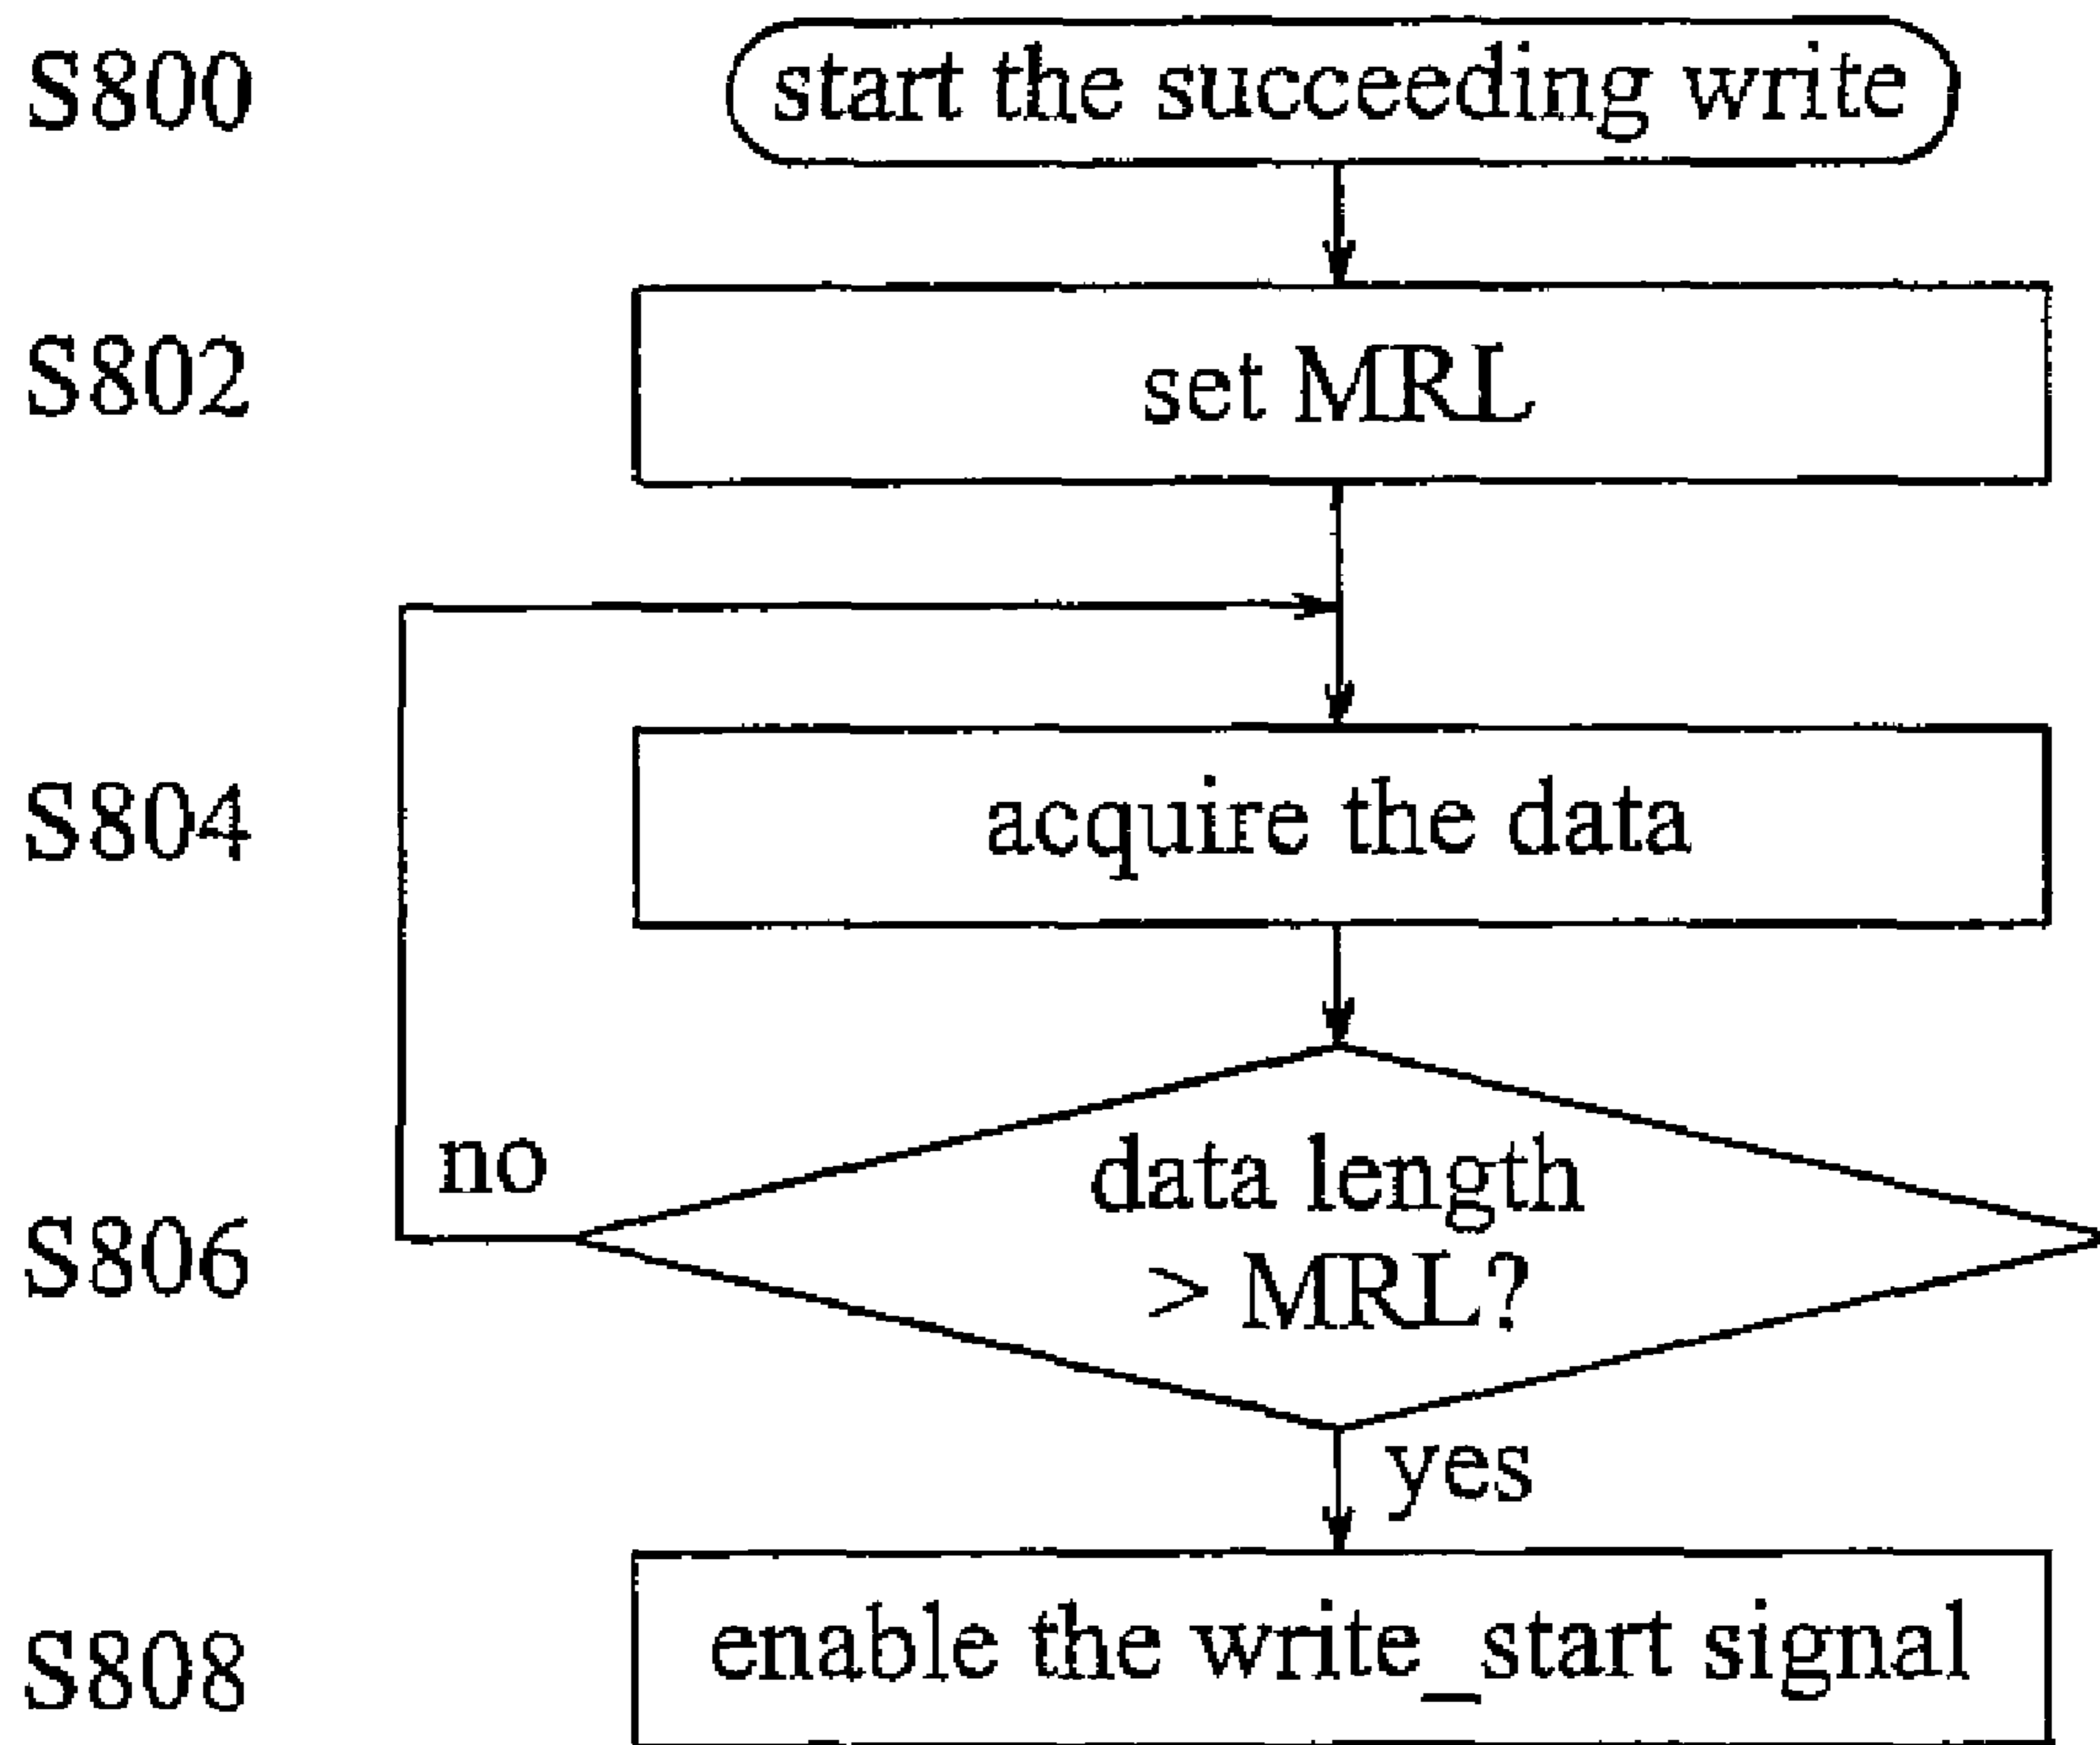 S800 start the succeeding write
S802 set MRL
S804 acquire the data
no
data length
S806 > MRL?
yes
S808 enable the write_start signal